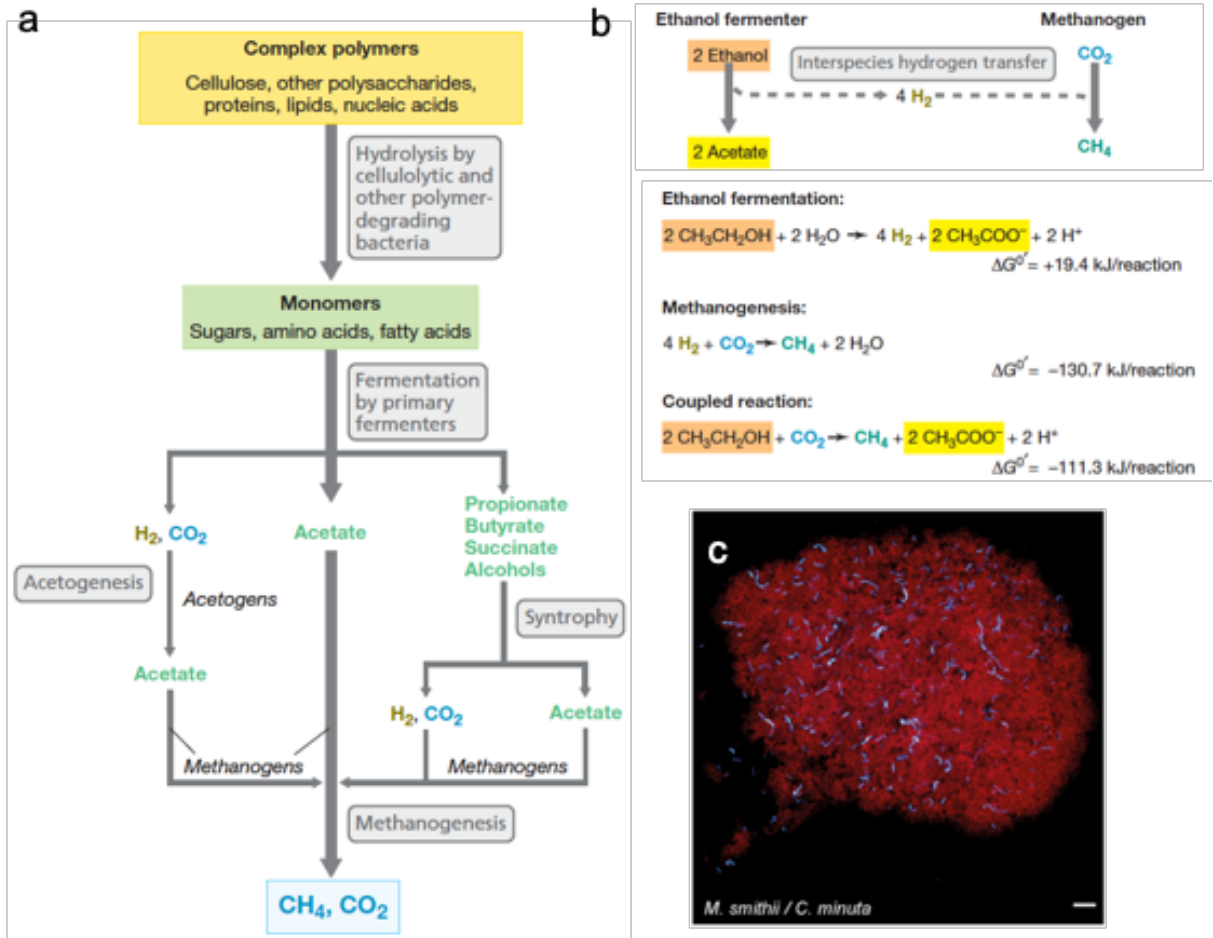 a
Complex polymers
Cellulose, other polysaccharides,
proteins, lipids, nucleic acids
Hydrolysis by
cellulolytic and
other polymer-
degrading
bacteria
Monomers
Sugars, amino acids, fatty acids
Fermentation
by primary
fermenters
H₂, CO₂
Acetate
Propionate
Butyrate
Succinate
Alcohols
Acetogenesis
Acetogens
Syntrophy
Acetate
H₂, CO₂
Acetate
Methanogens
Methanogens
Methanogenesis
CH₄, CO₂
b
Ethanol fermenter
Methanogen
2 Ethanol
Interspecies hydrogen transfer
CO₂
4 H₂
2 Acetate
CH₄
Ethanol fermentation:
2 CH₃CH₂OH + 2 H₂O → 4 H₂ + 2 CH₃COO⁻ + 2 H⁺
ΔG⁰′ = +19.4 kJ/reaction
Methanogenesis:
4 H₂ + CO₂ → CH₄ + 2 H₂O
ΔG⁰′ = −130.7 kJ/reaction
Coupled reaction:
2 CH₃CH₂OH + CO₂ → CH₄ + 2 CH₃COO⁻ + 2 H⁺
ΔG⁰′ = −111.3 kJ/reaction
c
M. smithii / C. minuta